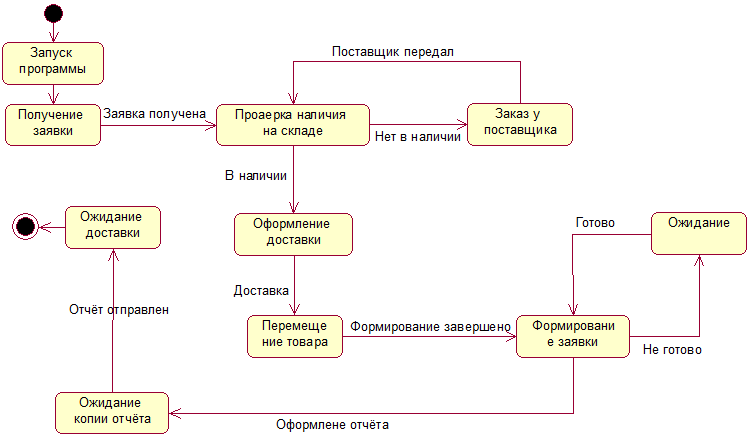 Запуск
программы
Поставщик передал
Получение
заявки
Заявка получена
Проаерка наличия
на складе
Нет в наличии
Заказ у
поставщика
В наличии
Ожидание
доставки
Оформление
доставки
Готово
Ожидание
Доставка
Отчёт отправлен
Перемеще
ние товара
Формирование завершено
Формировани
е заявки
Не готово
Ожидание
копии отчёта
Оформлене отчёта